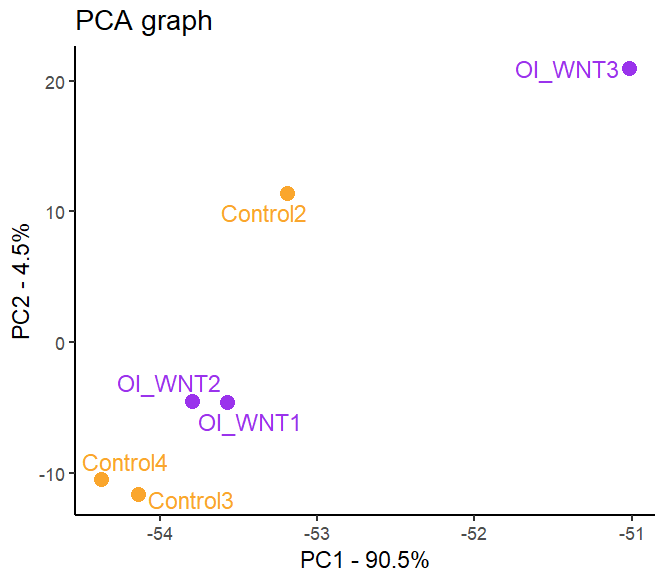 PCA graph
OI_WNT3
20
Control2
10
PC2 - 4.5%
0
OI_WNT2
OI_WNT1
Control4
-10
Control3
-54
-53
-52
-51
PC1 - 90.5%